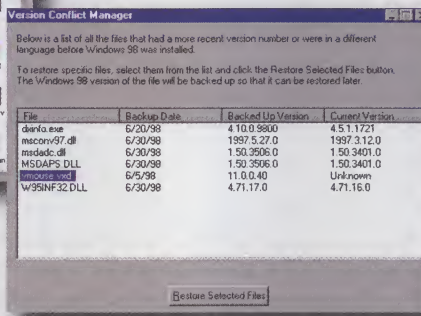 Version Conflict Manager
Below is a list of all the files that had a more recent version number or were in a different
language before Windows 98 was installed.
To restore specific files, select them from the list and click the Restore Selected Files button.
The Windows 98 version of the file will be backed up so that it can be restored later.
File Backup Date Backed Up Version Current Version
dxinfo.exe 6/20/98 4.10.0.9800 4.5.1.1721
msconv97.dll 6/30/98 1997.5.27.0 1997.3.12.0
msdadc.dll 6/30/98 1.50.3506.0 1.50.3401.0
MSDAPS.DLL 6/30/98 1.50.3506.0 1.50.3401.0
vmouse.vxd 6/5/98 11.0.0.40 Unknown
W95INF32.DLL 6/30/98 4.71.17.0 4.71.16.0
Restore Selected Files